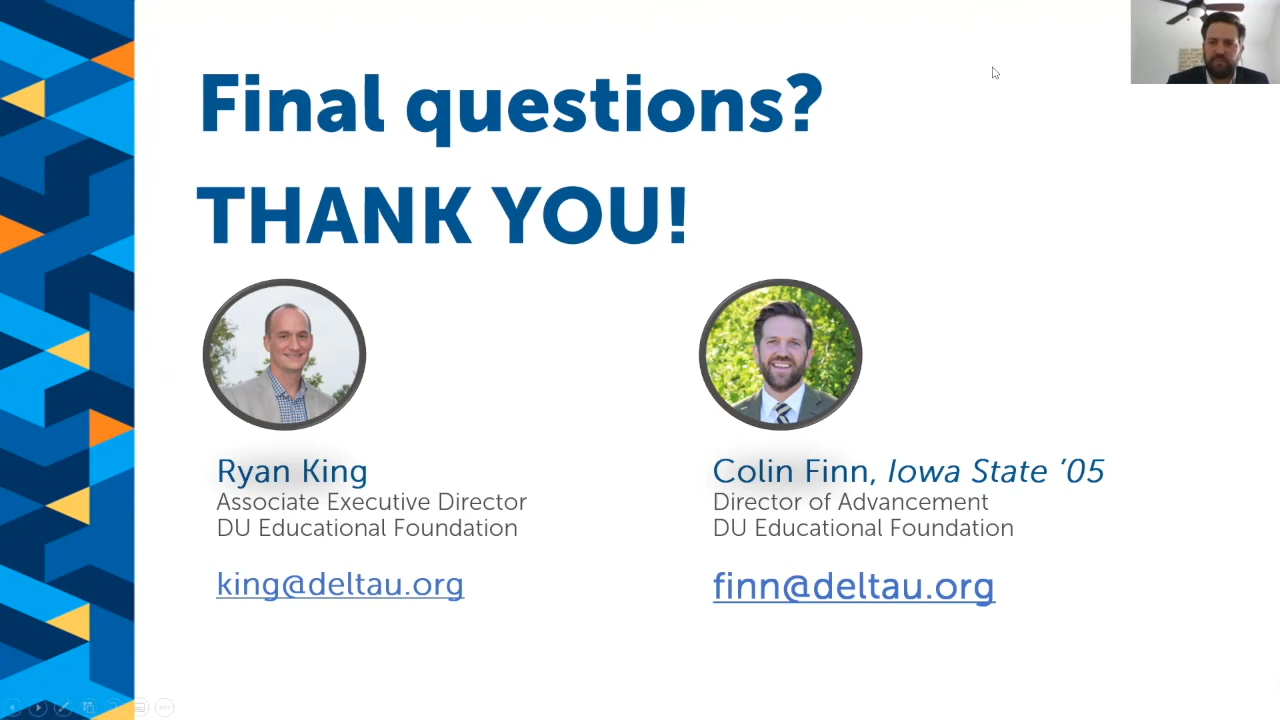 Final questions?
THANK YOU!
Ryan King
Associate Executive Director
DU Educational Foundation
king@deltau.org
Colin Finn, Iowa State ’05
Director of Advancement
DU Educational Foundation
finn@deltau.org